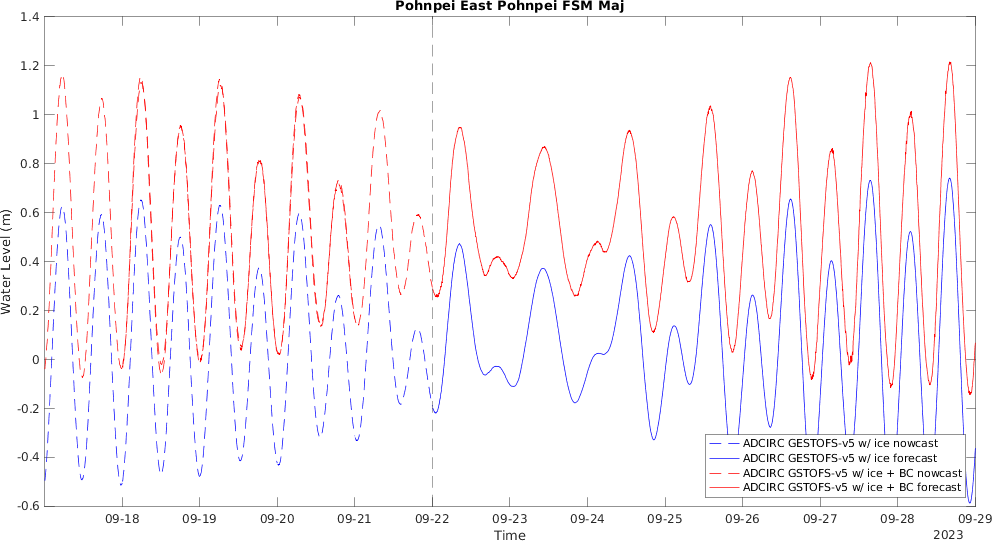 Pohnpei East Pohnpei FSM Maj
1.4
1.2
1
0.8
0.6
0.4
0.2
0
-0.2
-0.4
-0.6
Water Level (m)
ADCIRC GESTOFS-v5 w/ ice nowcast
ADCIRC GESTOFS-v5 w/ ice forecast
ADCIRC GSTOFS-v5 w/ ice + BC nowcast
ADCIRC GSTOFS-v5 w/ ice + BC forecast
09-18 09-19 09-20 09-21 09-22 09-23 09-24 09-25 09-26 09-27 09-28 09-29
Time
2023